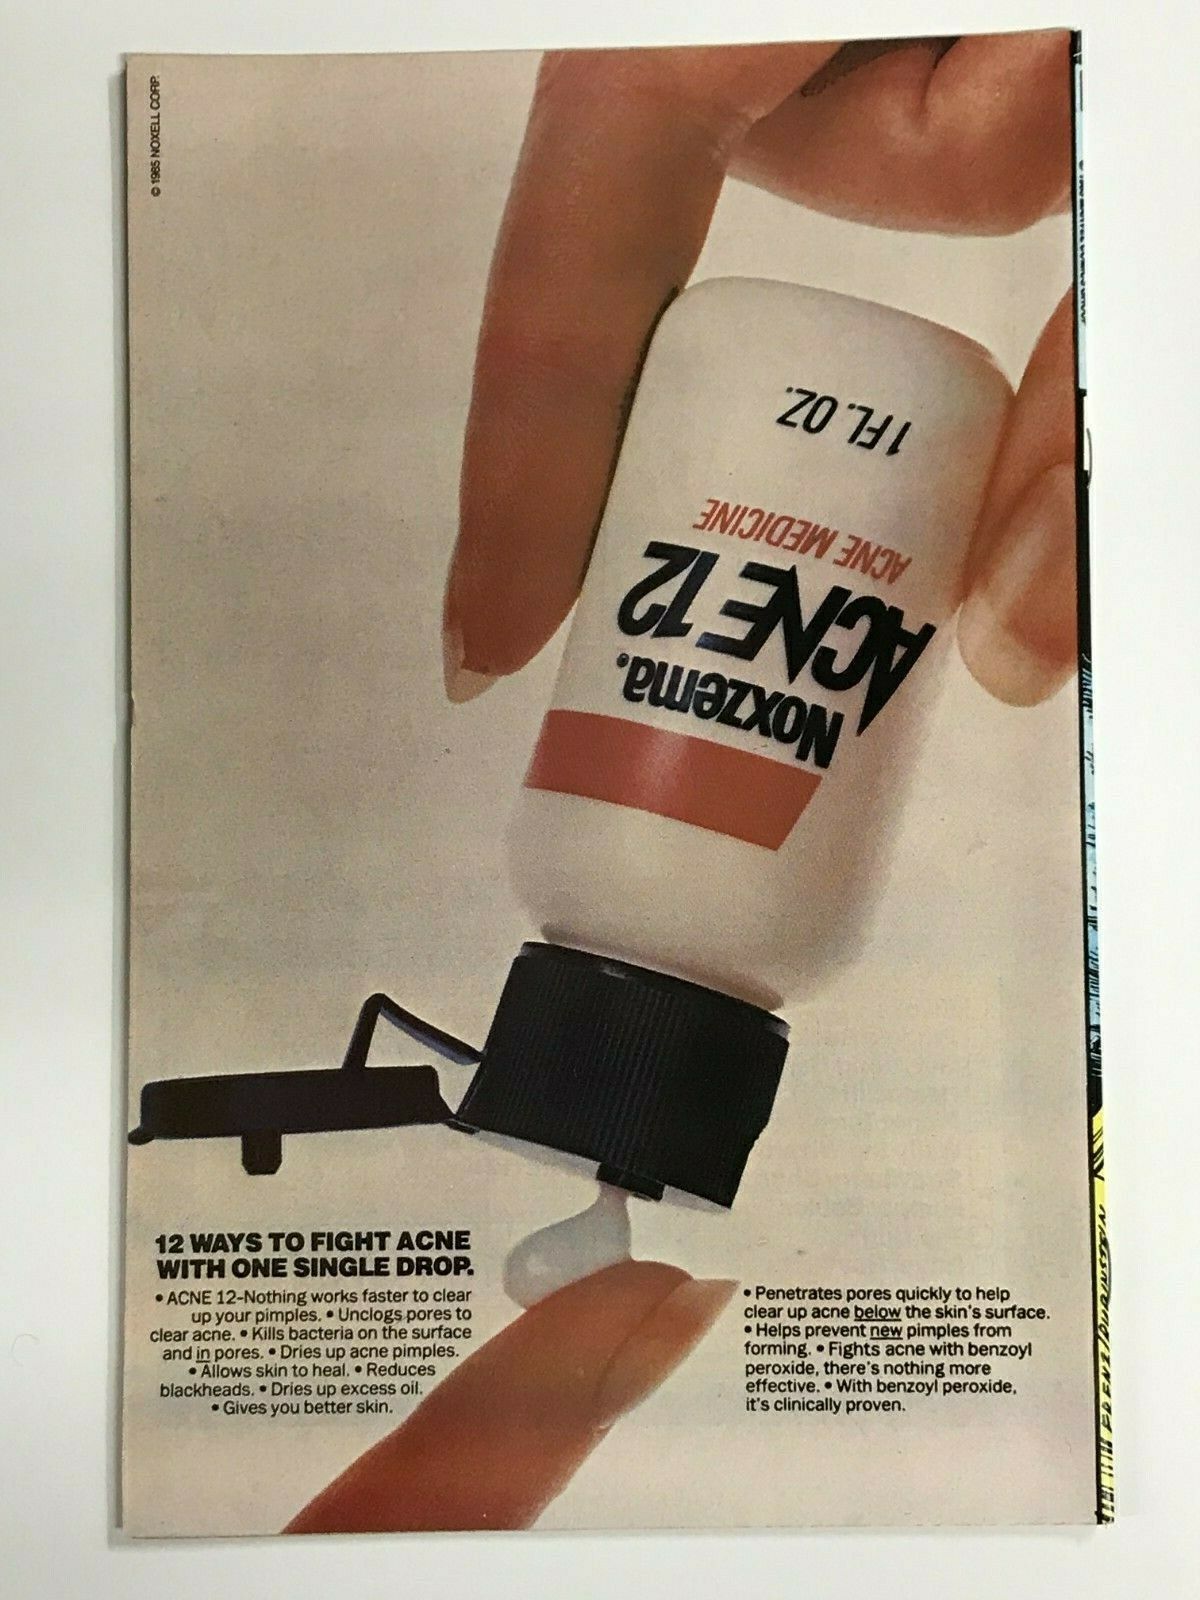 © 1985 NOXELL CORP.
1 FL. OZ.
ACNE MEDICINE
ACNE 12
Noxzema.
12 WAYS TO FIGHT ACNE
WITH ONE SINGLE DROP.
• ACNE 12-Nothing works faster to clear
up your pimples. • Unclogs pores to
clear acne. • Kills bacteria on the surface
and in pores. • Dries up acne pimples.
• Allows skin to heal. • Reduces
blackheads. • Dries up excess oil.
• Gives you better skin.
• Penetrates pores quickly to help
clear up acne below the skin's surface.
• Helps prevent new pimples from
forming. • Fights acne with benzoyl
peroxide, there's nothing more
effective. • With benzoyl peroxide,
it's clinically proven.